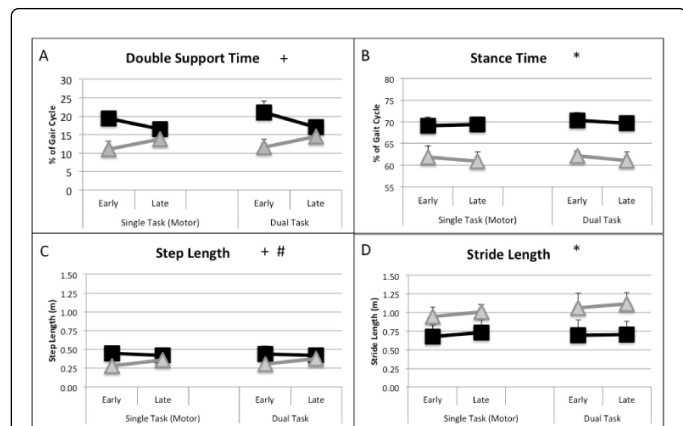 A Double Support Time +
% of Gair Cycle
30
25
20
15
10
5
0
Early Late Early Late
Single Task (Motor) Dual Task
B Stance Time *
% of Gait Cycle
80
75
70
65
60
55
Early Late Early Late
Single Task (Motor) Dual Task
C Step Length + #
Step Length (m)
1.50
1.25
1.00
0.75
0.50
0.25
0.00
Early Late Early Late
Single Task (Motor) Dual Task
D Stride Length *
Stride Length (m)
1.50
1.25
1.00
0.75
0.50
0.25
0.00
Early Late Early Late
Single Task (Motor) Dual Task